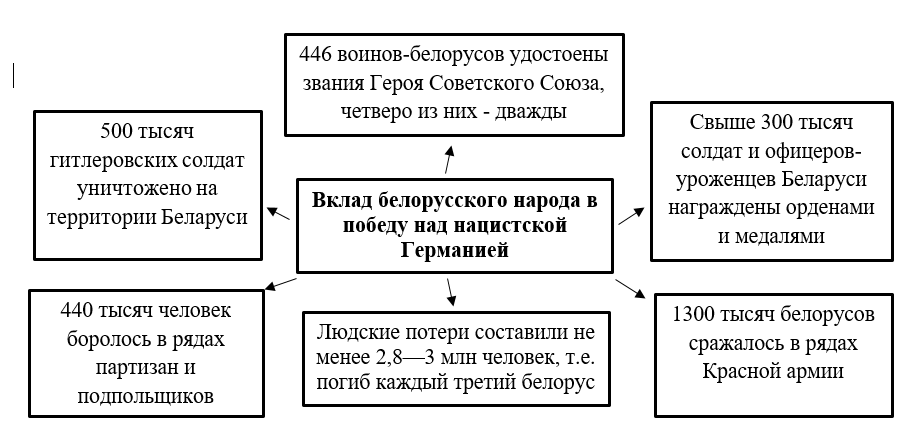 446 воинов-белорусов удостоены
звания Героя Советского Союза,
четверо из них - дважды
500 тысяч
гитлеровских солдат
уничтожено на
территории Беларуси
Свыше 300 тысяч
солдат и офицеров-
уроженцев Беларуси
награждены орденами
и медалями
Вклад белорусского народа в
победу над нацистской
Германией
440 тысяч человек
боролось в рядах
партизан и
подпольщиков
Людские потери составили не
менее 2,8—3 млн человек, т.е.
погиб каждый третий белорус
1300 тысяч белорусов
сражалось в рядах
Красной армии